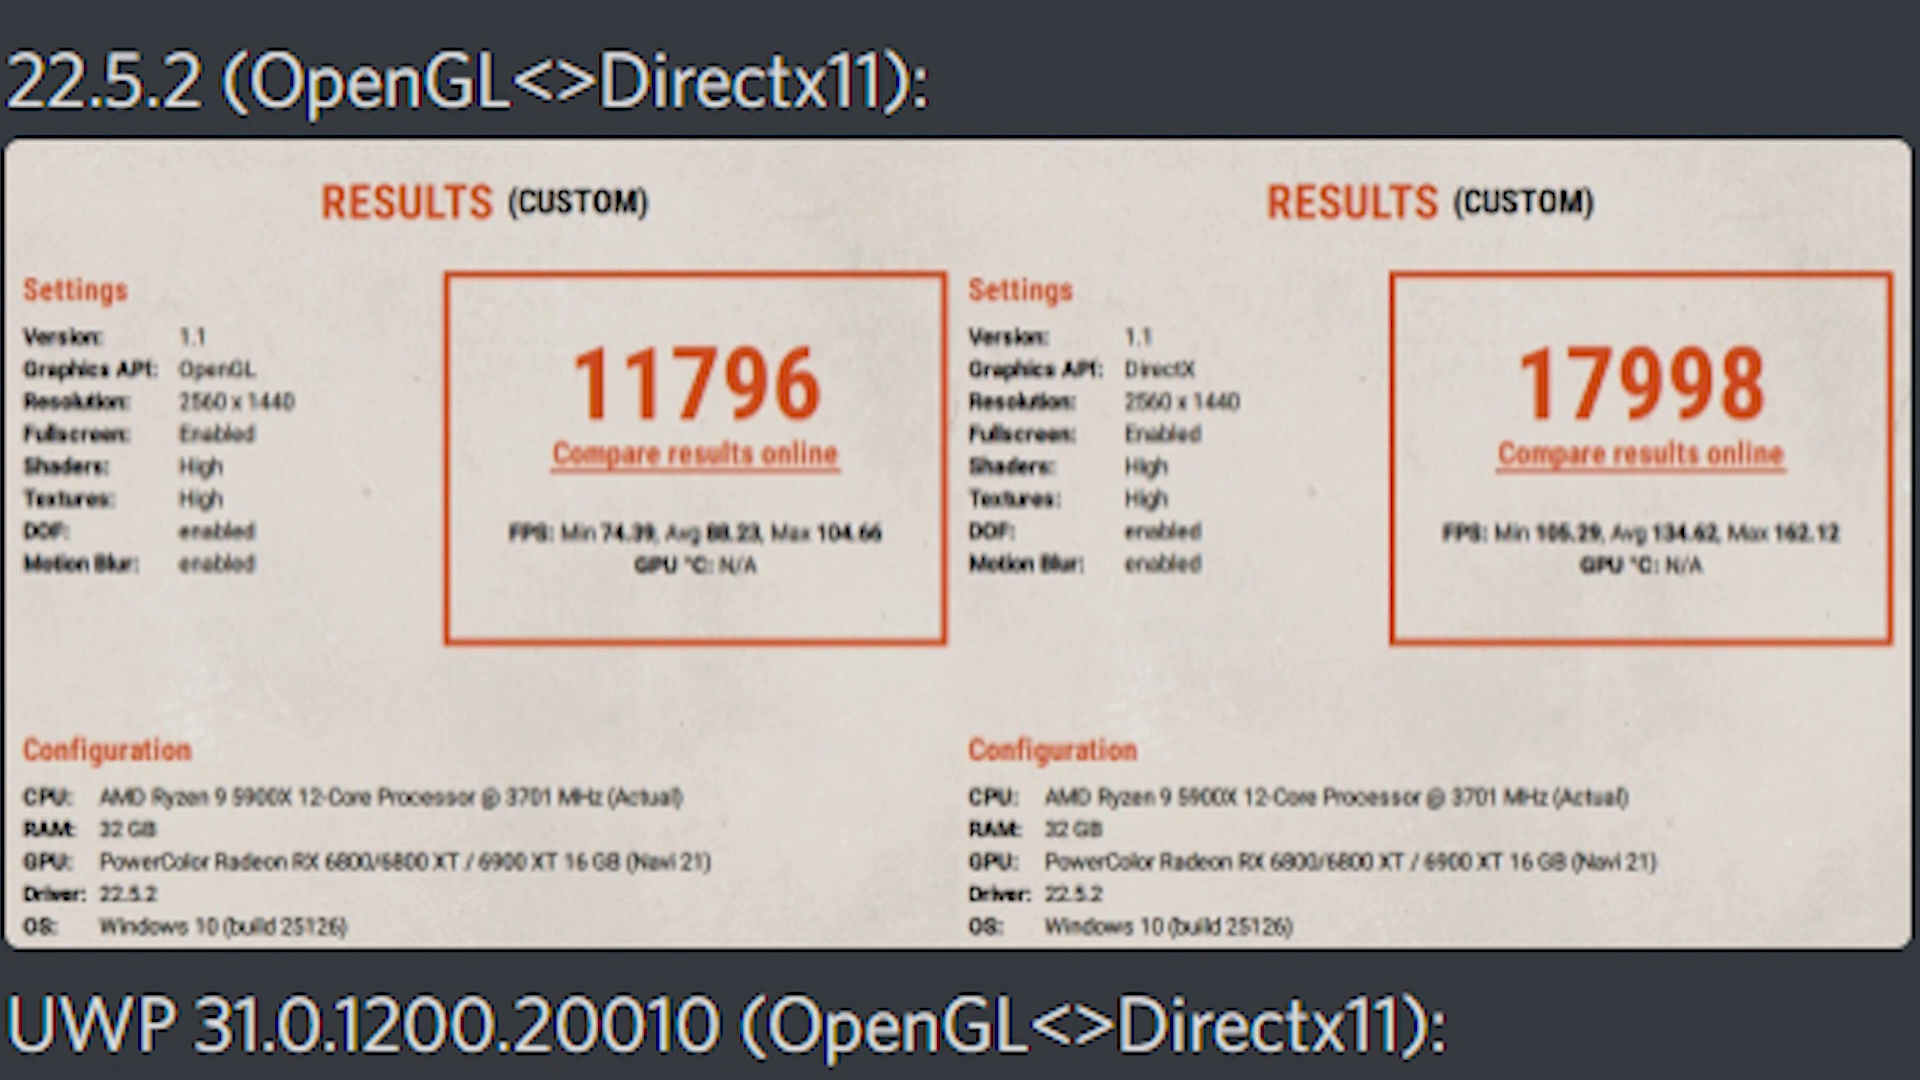 22.5.2 (OpenGL<>Directx11):
RESULTS (CUSTOM)
Settings
Version: 1.1
Graphics API: OpenGL
Resolution: 2560 x 1440
Fullscreen: Enabled
Shaders: High
Textures: High
DOF: enabled
Motion Blur: enabled
11796
Compare results online
FPS: Min 74.39, Avg 88.23, Max 104.66
GPU °C: N/A
Configuration
CPU: AMD Ryzen 9 5900X 12-Core Processor @ 3701 MHz (Actual)
RAM: 32 GB
GPU: PowerColor Radeon RX 6800/6800 XT / 6900 XT 16 GB (Navi 21)
Driver: 22.5.2
OS: Windows 10 (build 25126)
RESULTS (CUSTOM)
Settings
Version: 1.1
Graphics API: DirectX
Resolution: 2560 x 1440
Fullscreen: Enabled
Shaders: High
Textures: High
DOF: enabled
Motion Blur: enabled
17998
Compare results online
FPS: Min 105.29, Avg 134.62, Max 162.12
GPU °C: N/A
Configuration
CPU: AMD Ryzen 9 5900X 12-Core Processor @ 3701 MHz (Actual)
RAM: 32 GB
GPU: PowerColor Radeon RX 6800/6800 XT / 6900 XT 16 GB (Navi 21)
Driver: 22.5.2
OS: Windows 10 (build 25126)
UWP 31.0.1200.20010 (OpenGL<>Directx11):